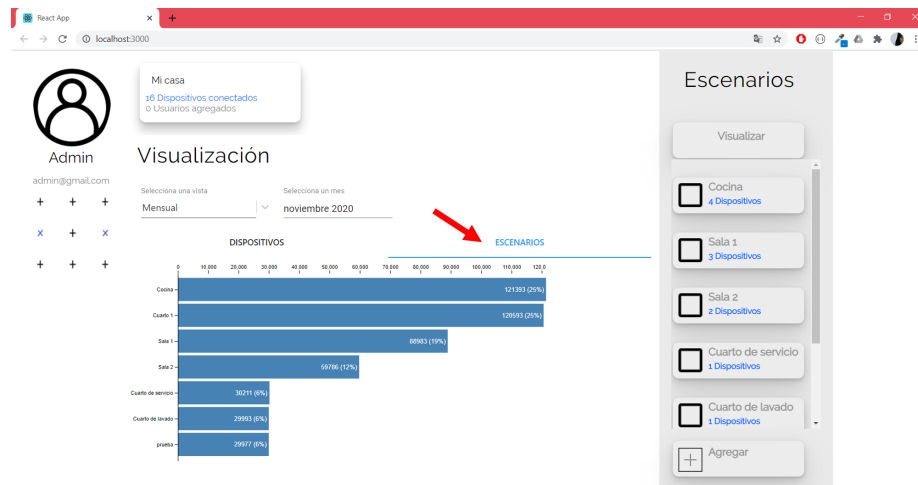 React App
localhost:3000
Admin
admin@gmail.com
+ + +
x + x
+ + +
Mi casa
16 Dispositivos conectados
0 Usuarios agregados
Visualización
Selecciona una vista
Mensual
Selecciona un mes
noviembre 2020
DISPOSITIVOS
ESCENARIOS
0 10,000 20,000 30,000 40,000 50,000 60,000 70,000 80,000 90,000 100,000 110,000 120,0
Cocina 121393 (25%)
Cuarto 1 120593 (25%)
Sala 1 88983 (19%)
Sala 2 59786 (12%)
Cuarto de servicio 30211 (6%)
Cuarto de lavado 29993 (6%)
prueba 29977 (6%)
Escenarios
Visualizar
Cocina
4 Dispositivos
Sala 1
3 Dispositivos
Sala 2
2 Dispositivos
Cuarto de servicio
1 Dispositivos
Cuarto de lavado
1 Dispositivos
Agregar